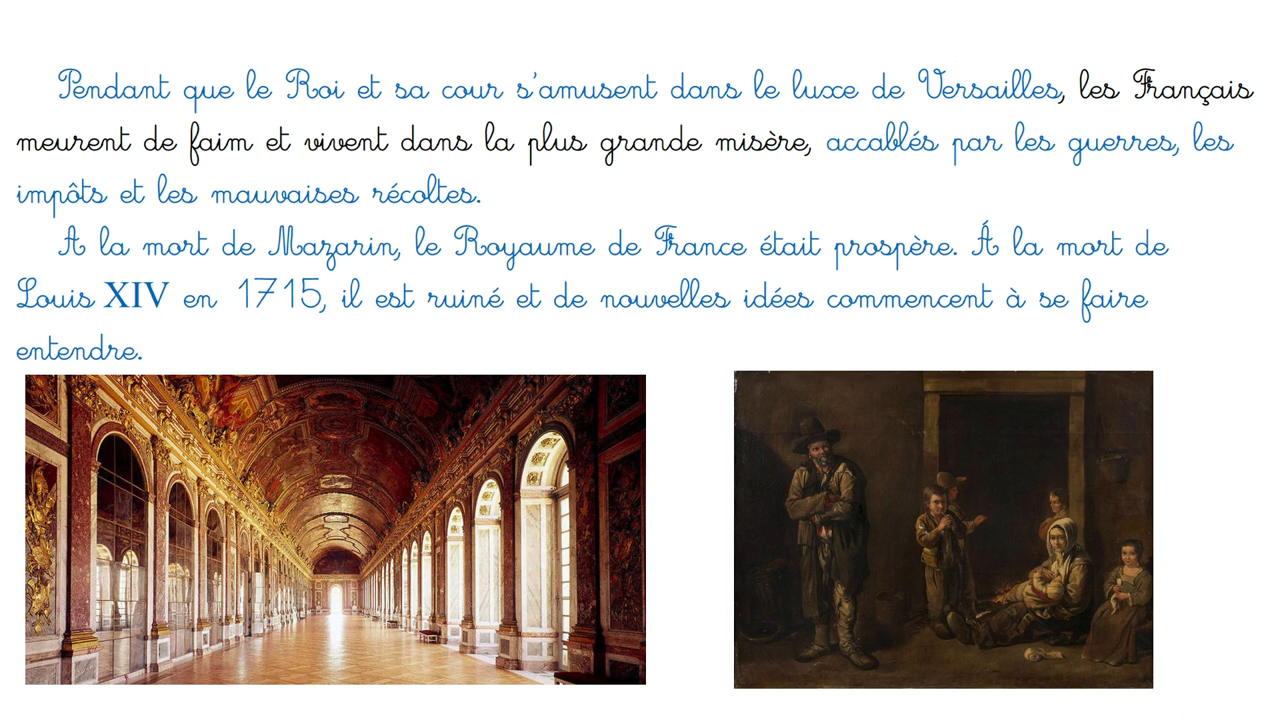 Pendant que le Roi et sa cour s'amusent dans le luxe de Versailles, les Français
meurent de faim et vivent dans la plus grande misère, accablés par les guerres, les
impôts et les mauvaises récoltes.
A la mort de Mazarin, le Royaume de France était prospère. Á la mort de
Louis XIV en 1715, il est ruiné et de nouvelles idées commencent à se faire
entendre.